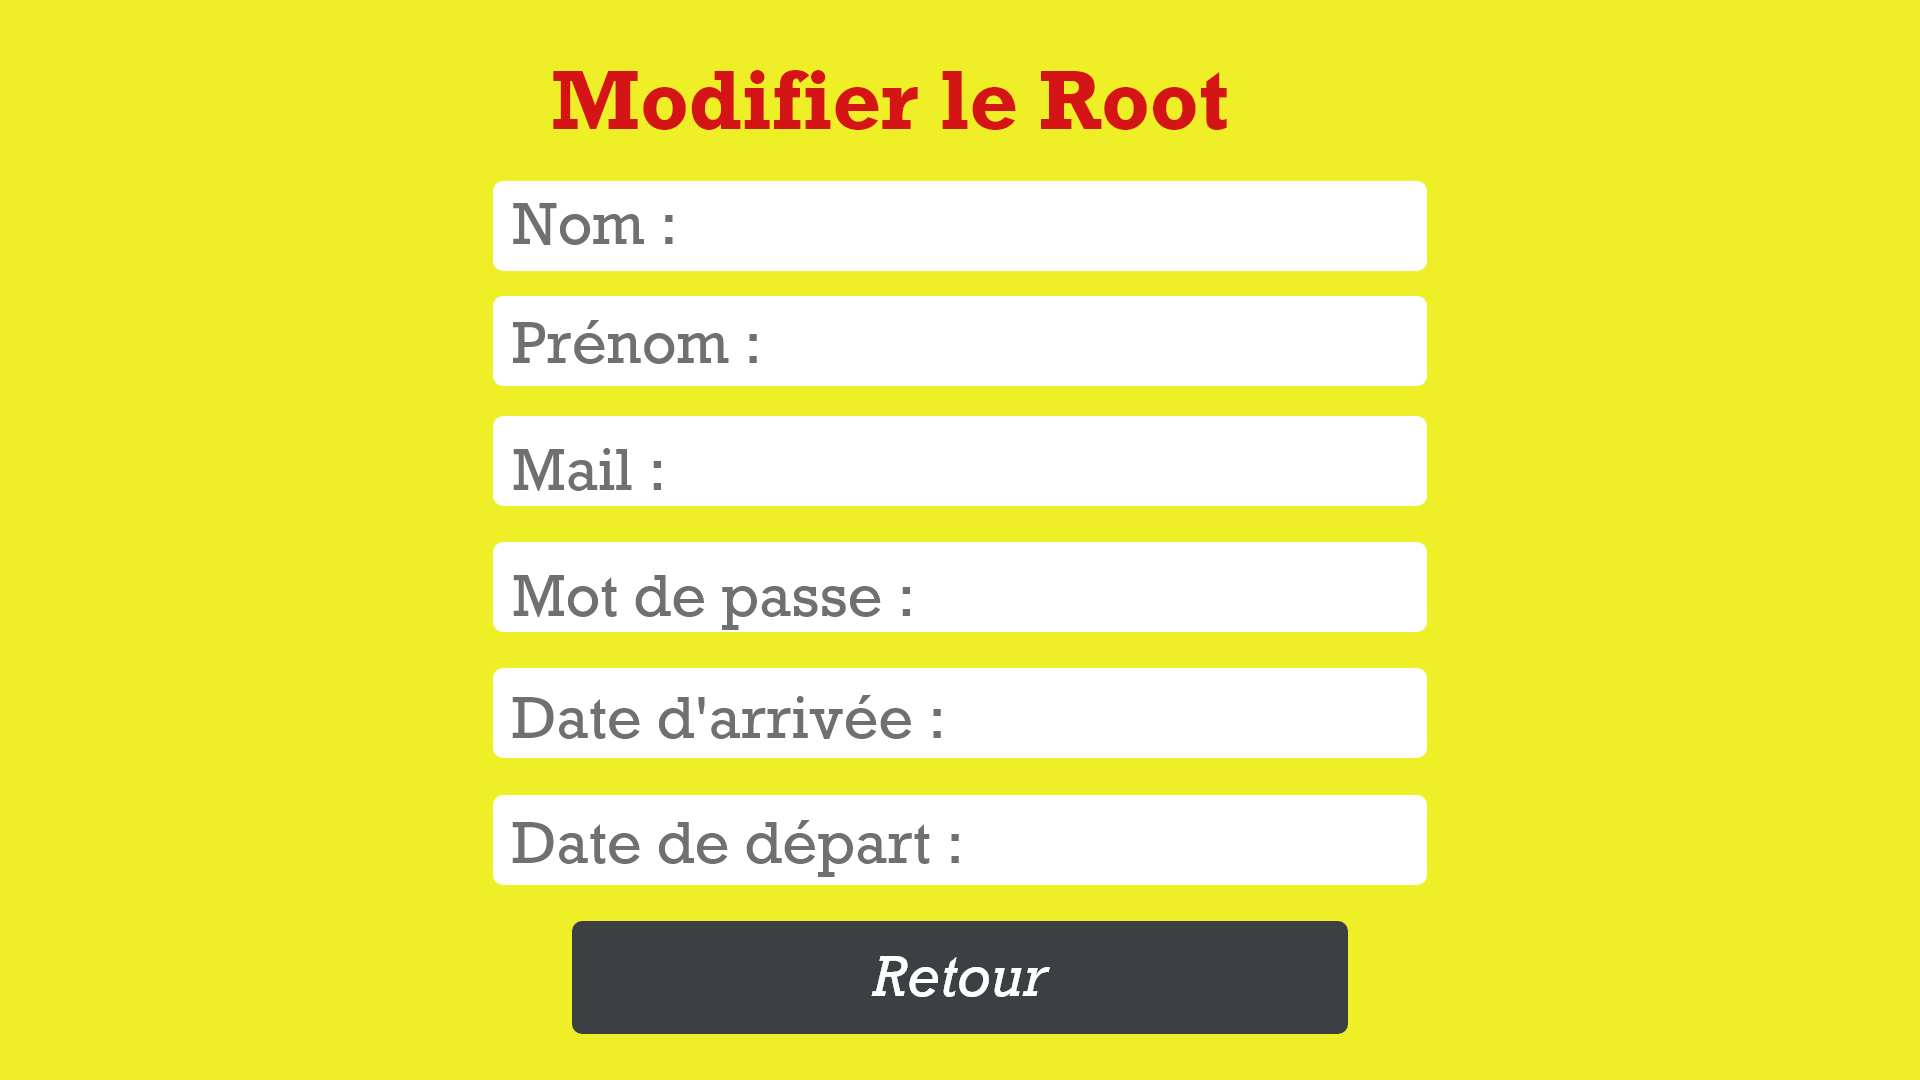 Modifier le Root
Nom :
Prénom :
Mail :
Mot de passe :
Date d'arrivée :
Date de départ :
Retour